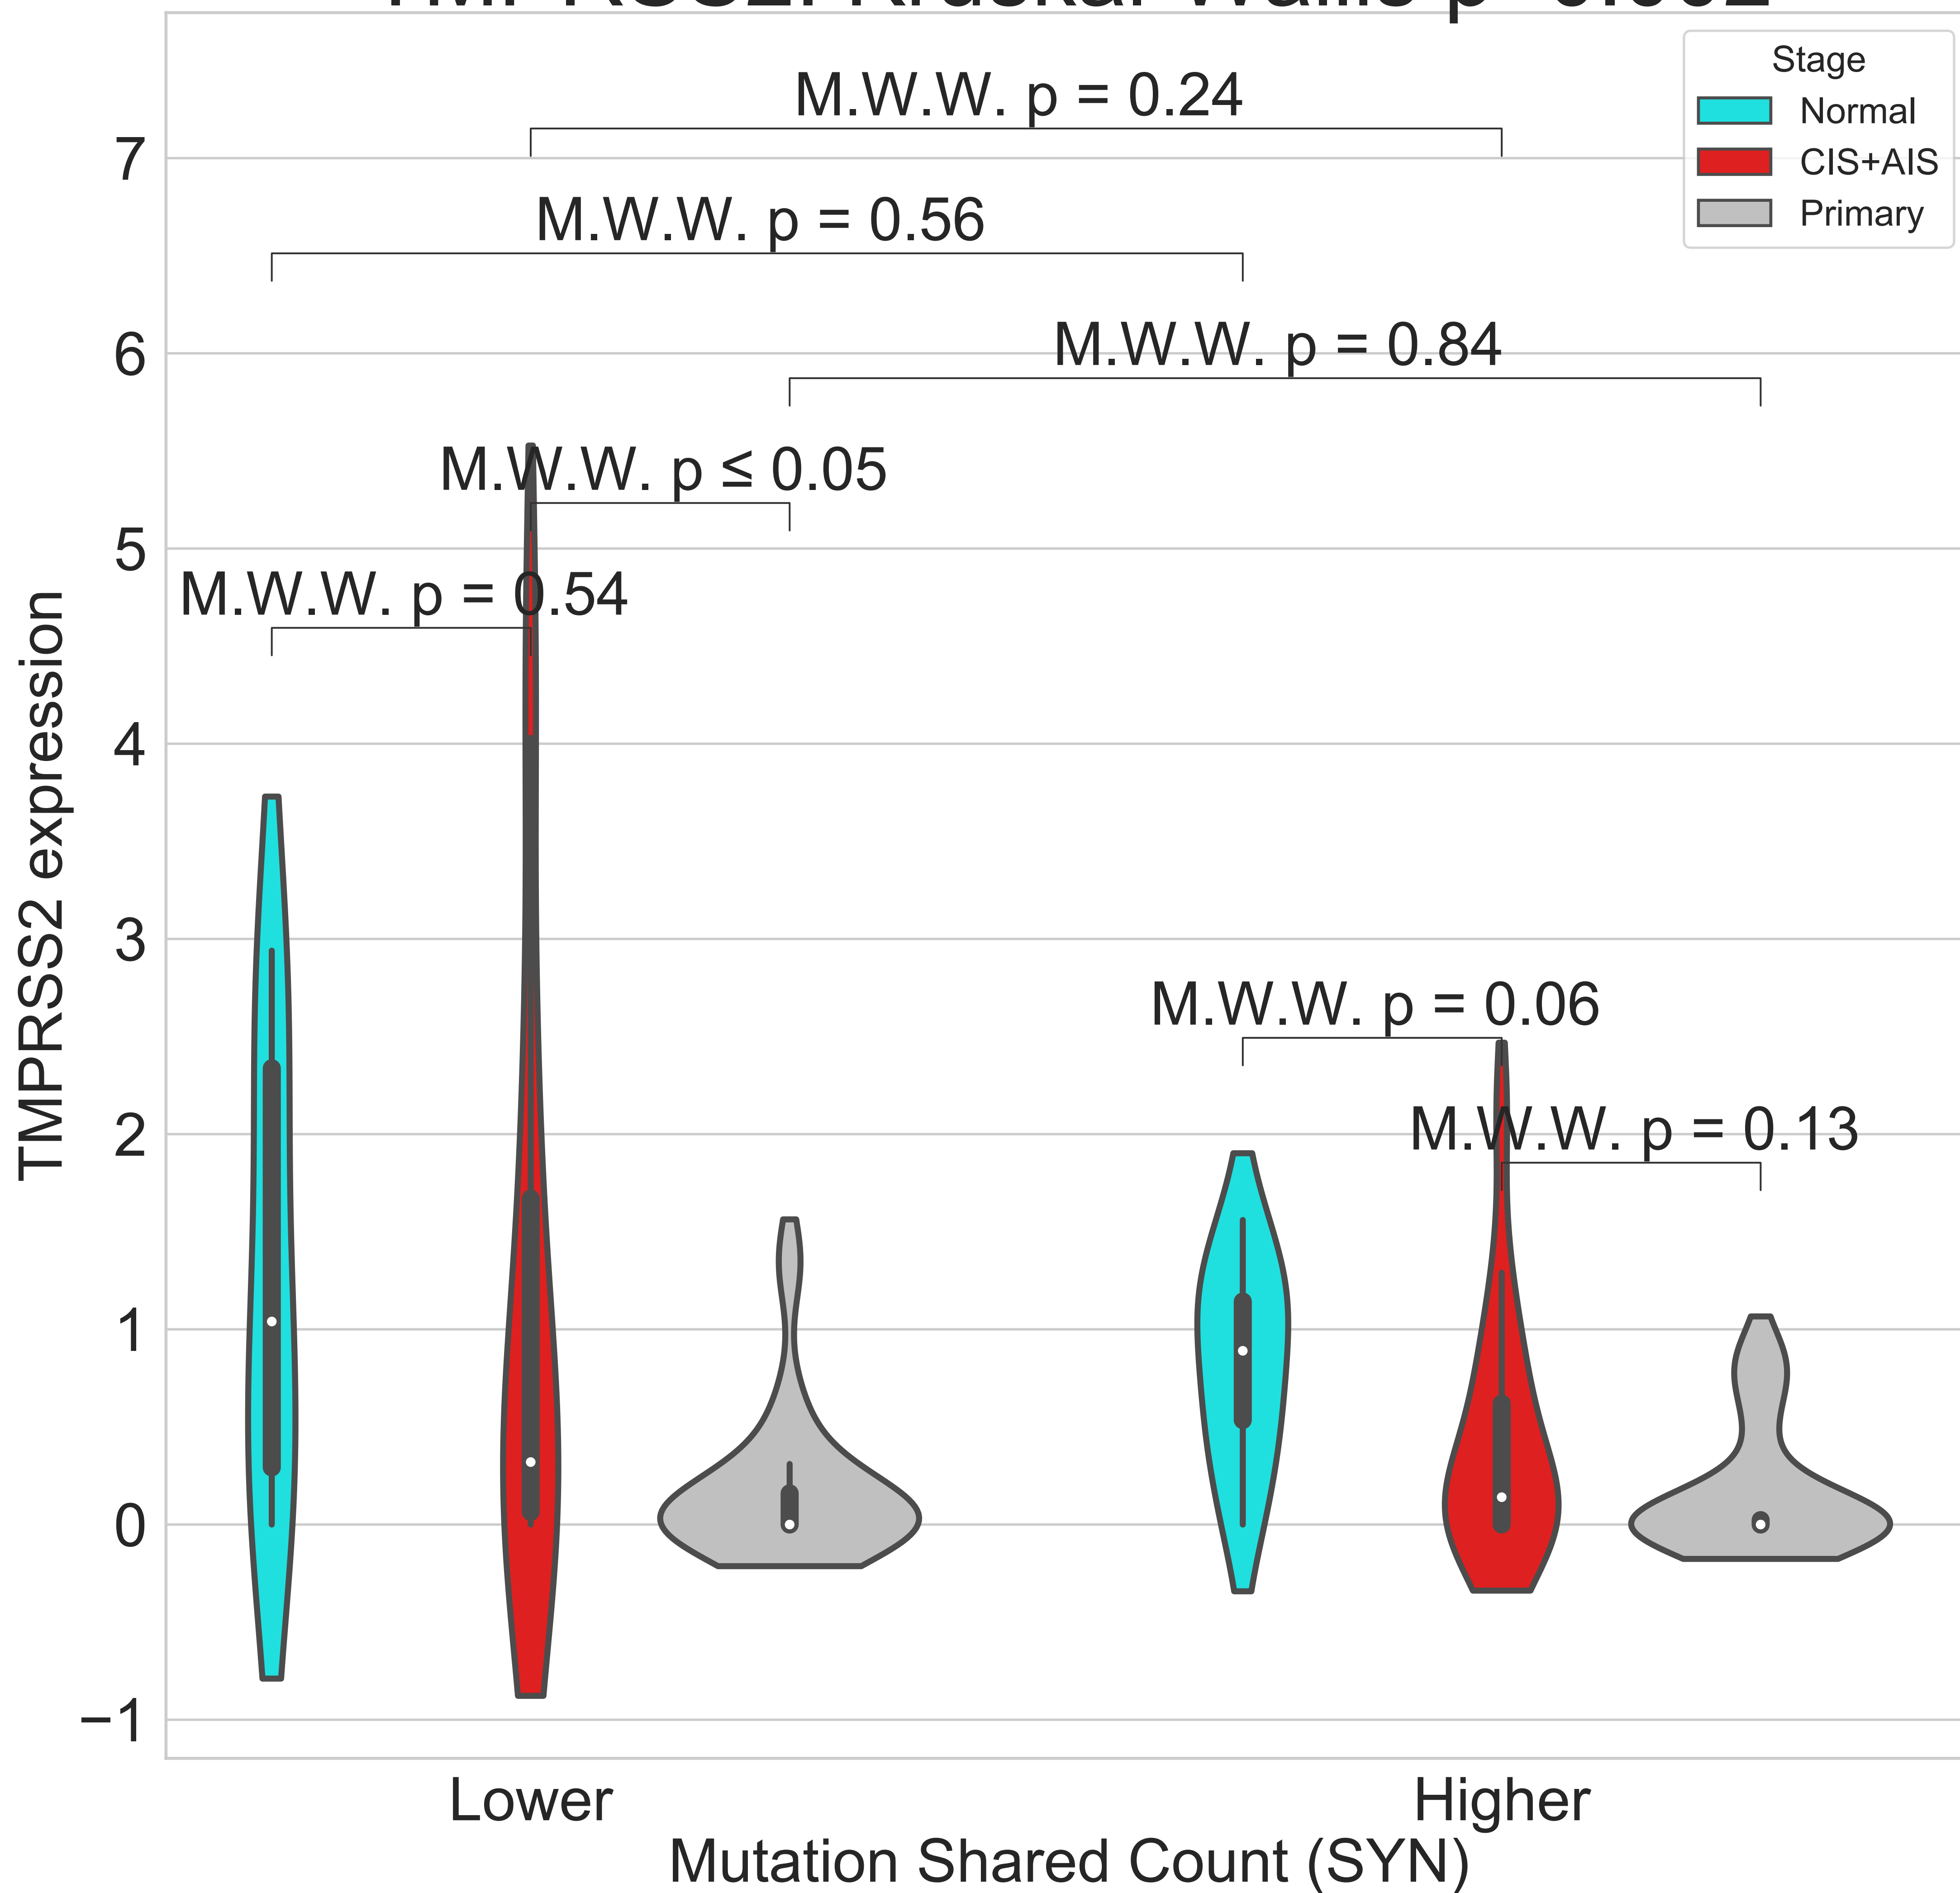 Stage
Normal
CIS+AIS
Primary
M.W.W. p = 0.24
M.W.W. p = 0.56
M.W.W. p = 0.84
M.W.W. p ≤ 0.05
M.W.W. p = 0.54
M.W.W. p = 0.06
M.W.W. p = 0.13
7
6
5
4
3
2
1
0
−1
TMPRSS2 expression
Lower
Higher
Mutation Shared Count (SYN)